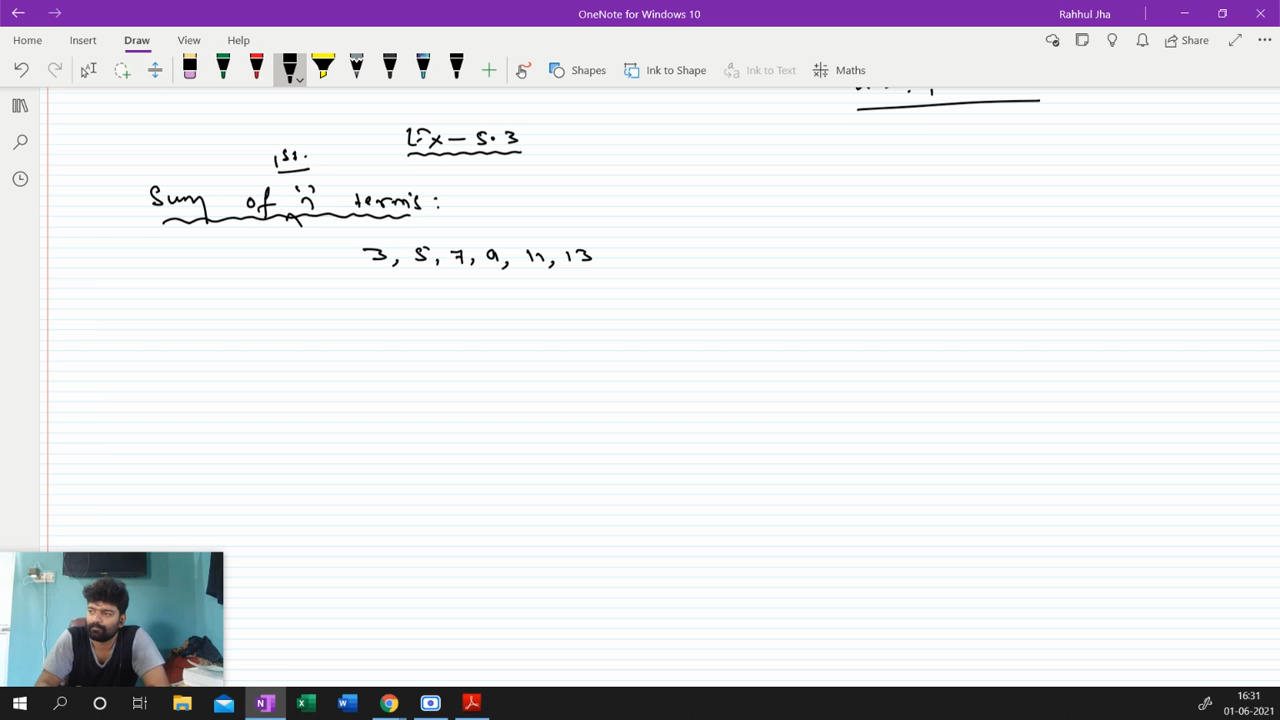 OneNote for Windows 10
Rahhul Jha
Home Insert Draw View Help
Share
Shapes Ink to Shape Ink to Text Maths
Ex - 5.3
1st.
Sum of "n" terms:
3, 5, 7, 9, 11, 13
16:31
01-06-2021